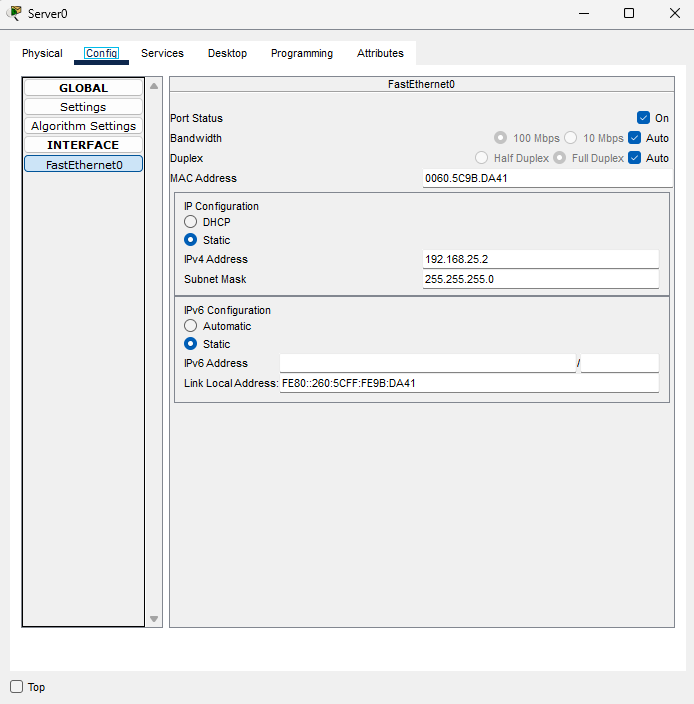 Server0
Physical Config Services Desktop Programming Attributes
GLOBAL
Settings
Algorithm Settings
INTERFACE
FastEthernet0
FastEthernet0
Port Status On
Bandwidth 100 Mbps 10 Mbps Auto
Duplex Half Duplex Full Duplex Auto
MAC Address 0060.5C9B.DA41
IP Configuration
DHCP
Static
IPv4 Address 192.168.25.2
Subnet Mask 255.255.255.0
IPv6 Configuration
Automatic
Static
IPv6 Address /
Link Local Address: FE80::260:5CFF:FE9B:DA41
Top